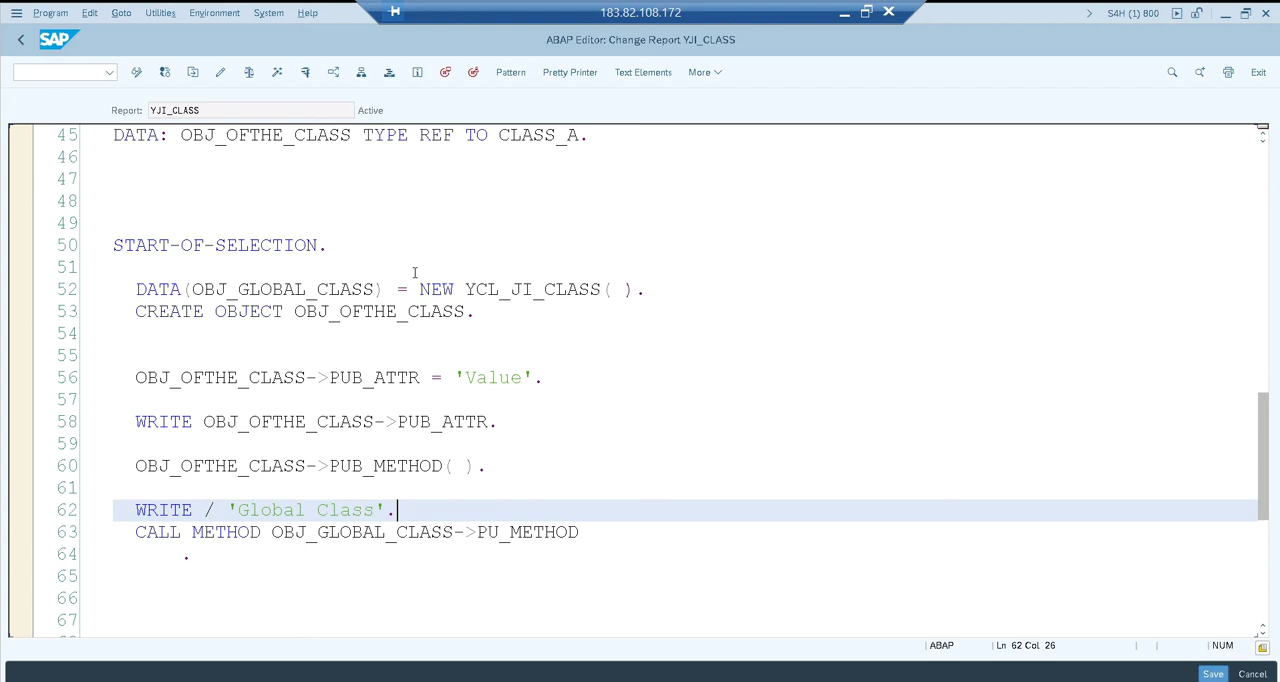 183.82.108.172
Program Edit Goto Utilities Environment System Help
S4H (1) 800
SAP
ABAP Editor: Change Report YJI_CLASS
Pattern Pretty Printer Text Elements More Exit
Report: YJI_CLASS Active
45 DATA: OBJ_OFTHE_CLASS TYPE REF TO CLASS_A.
46
47
48
49
50 START-OF-SELECTION.
51
52 DATA(OBJ_GLOBAL_CLASS) = NEW YCL_JI_CLASS( ).
53 CREATE OBJECT OBJ_OFTHE_CLASS.
54
55
56 OBJ_OFTHE_CLASS->PUB_ATTR = 'Value'.
57
58 WRITE OBJ_OFTHE_CLASS->PUB_ATTR.
59
60 OBJ_OFTHE_CLASS->PUB_METHOD( ).
61
62 WRITE / 'Global Class'.
63 CALL METHOD OBJ_GLOBAL_CLASS->PU_METHOD
64 .
65
66
67
ABAP Ln 62 Col 26 NUM
Save Cancel